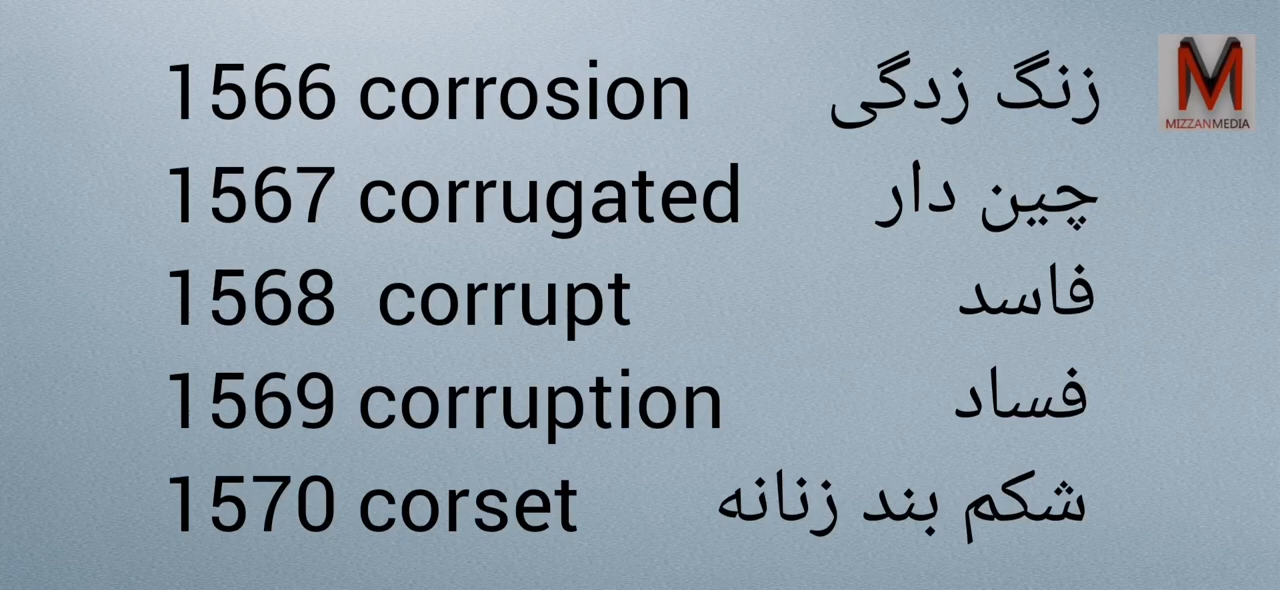 1566 corrosion زنگ زدگی
1567 corrugated چین دار
1568 corrupt فاسد
1569 corruption فساد
1570 corset شکم بند زنانه
M
MIZZANMEDIA